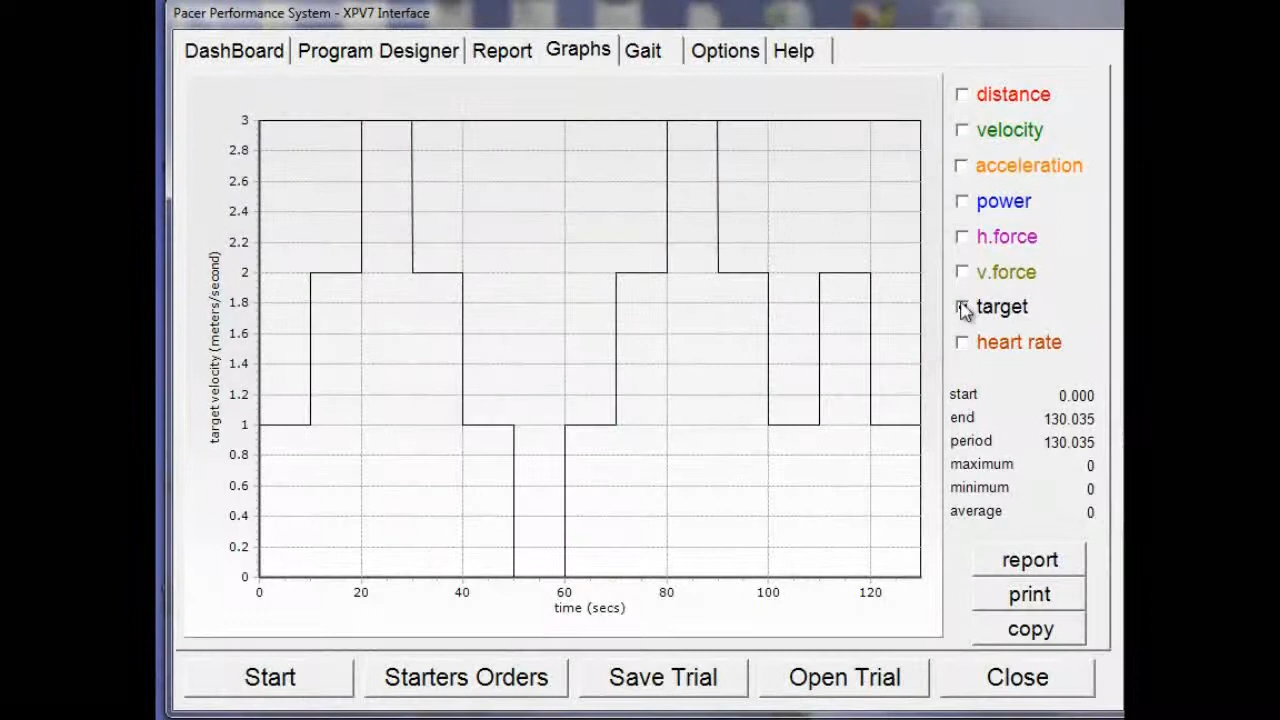 Pacer Performance System - XPV7 Interface
DashBoard Program Designer Report Graphs Gait Options Help
distance
velocity
acceleration
power
h.force
v.force
target
heart rate
3
2.8
2.6
2.4
2.2
2
1.8
1.6
1.4
1.2
1
0.8
0.6
0.4
0.2
0
target velocity (meters/second)
0 20 40 60 80 100 120
time (secs)
start 0.000
end 130.035
period 130.035
maximum 0
minimum 0
average 0
report
print
copy
Start Starters Orders Save Trial Open Trial Close